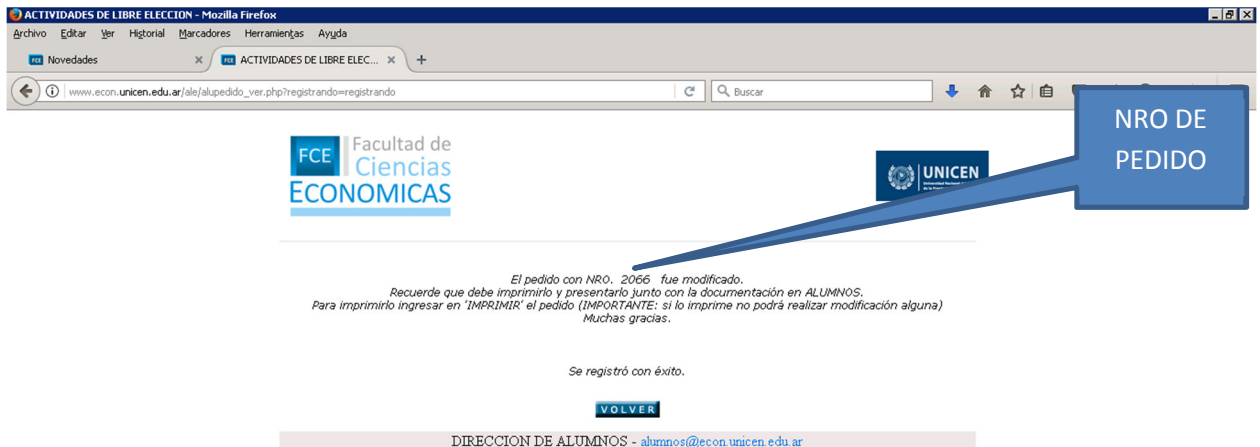 ACTIVIDADES DE LIBRE ELECCION - Mozilla Firefox
Archivo Editar Ver Historial Marcadores Herramientas Ayuda
FCE Novedades
FCE ACTIVIDADES DE LIBRE ELEC...
www.econ.unicen.edu.ar/ale/alupedido_ver.php?registrando=registrando
Buscar
NRO DE
PEDIDO
FCE
Facultad de
Ciencias
ECONOMICAS
UNICEN
El pedido con NRO. 2066 fue modificado.
Recuerde que debe imprimirlo y presentarlo junto con la documentación en ALUMNOS.
Para imprimirlo ingresar en 'IMPRIMIR' el pedido (IMPORTANTE: si lo imprime no podrá realizar modificación alguna)
Muchas gracias.
Se registró con éxito.
VOLVER
DIRECCION DE ALUMNOS - alumnos@econ.unicen.edu.ar